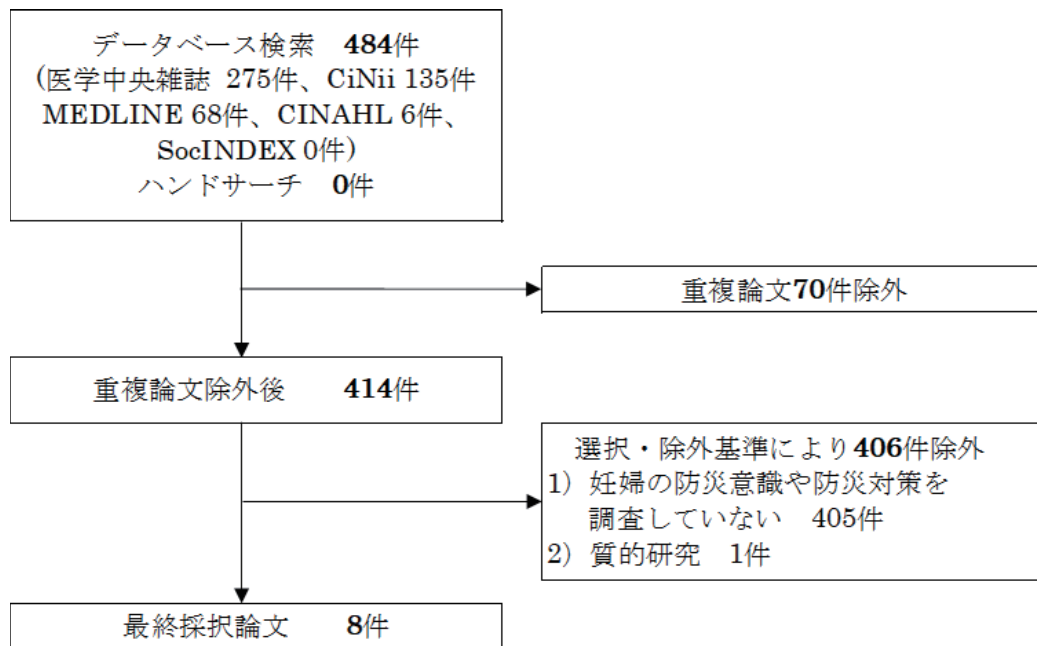 データベース検索 484件
(医学中央雑誌 275件、CiNii 135件
MEDLINE 68件、CINAHL 6件、
SocINDEX 0件)
ハンドサーチ 0件
重複論文70件除外
重複論文除外後 414件
選択・除外基準により406件除外
1) 妊婦の防災意識や防災対策を
調査していない 405件
2) 質的研究 1件
最終採択論文 8件